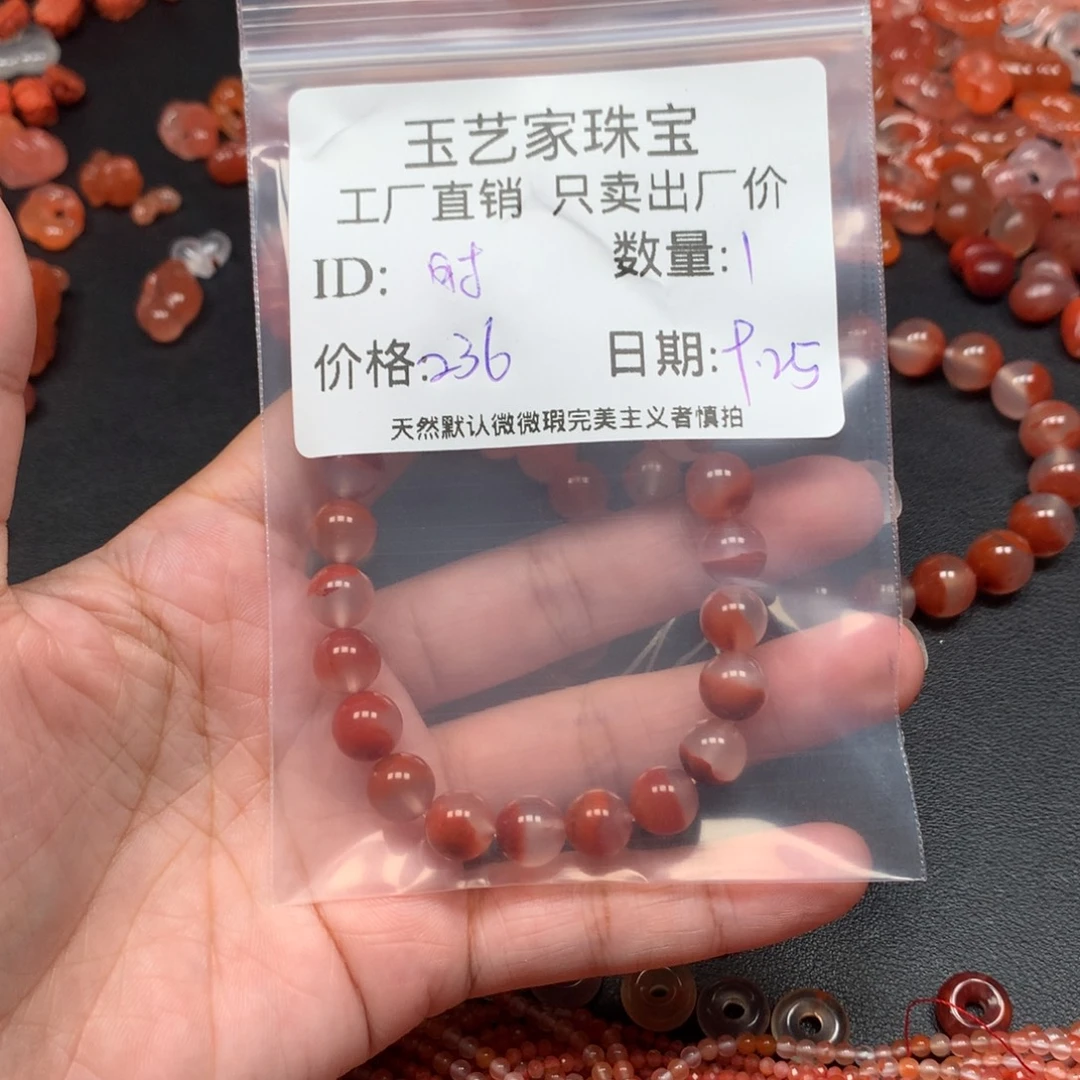 玉艺家珠宝
工厂直销 只卖出厂价
ID: 时 数量:1
价格:236 日期:9.25
天然默认微微瑕完美主义者慎拍